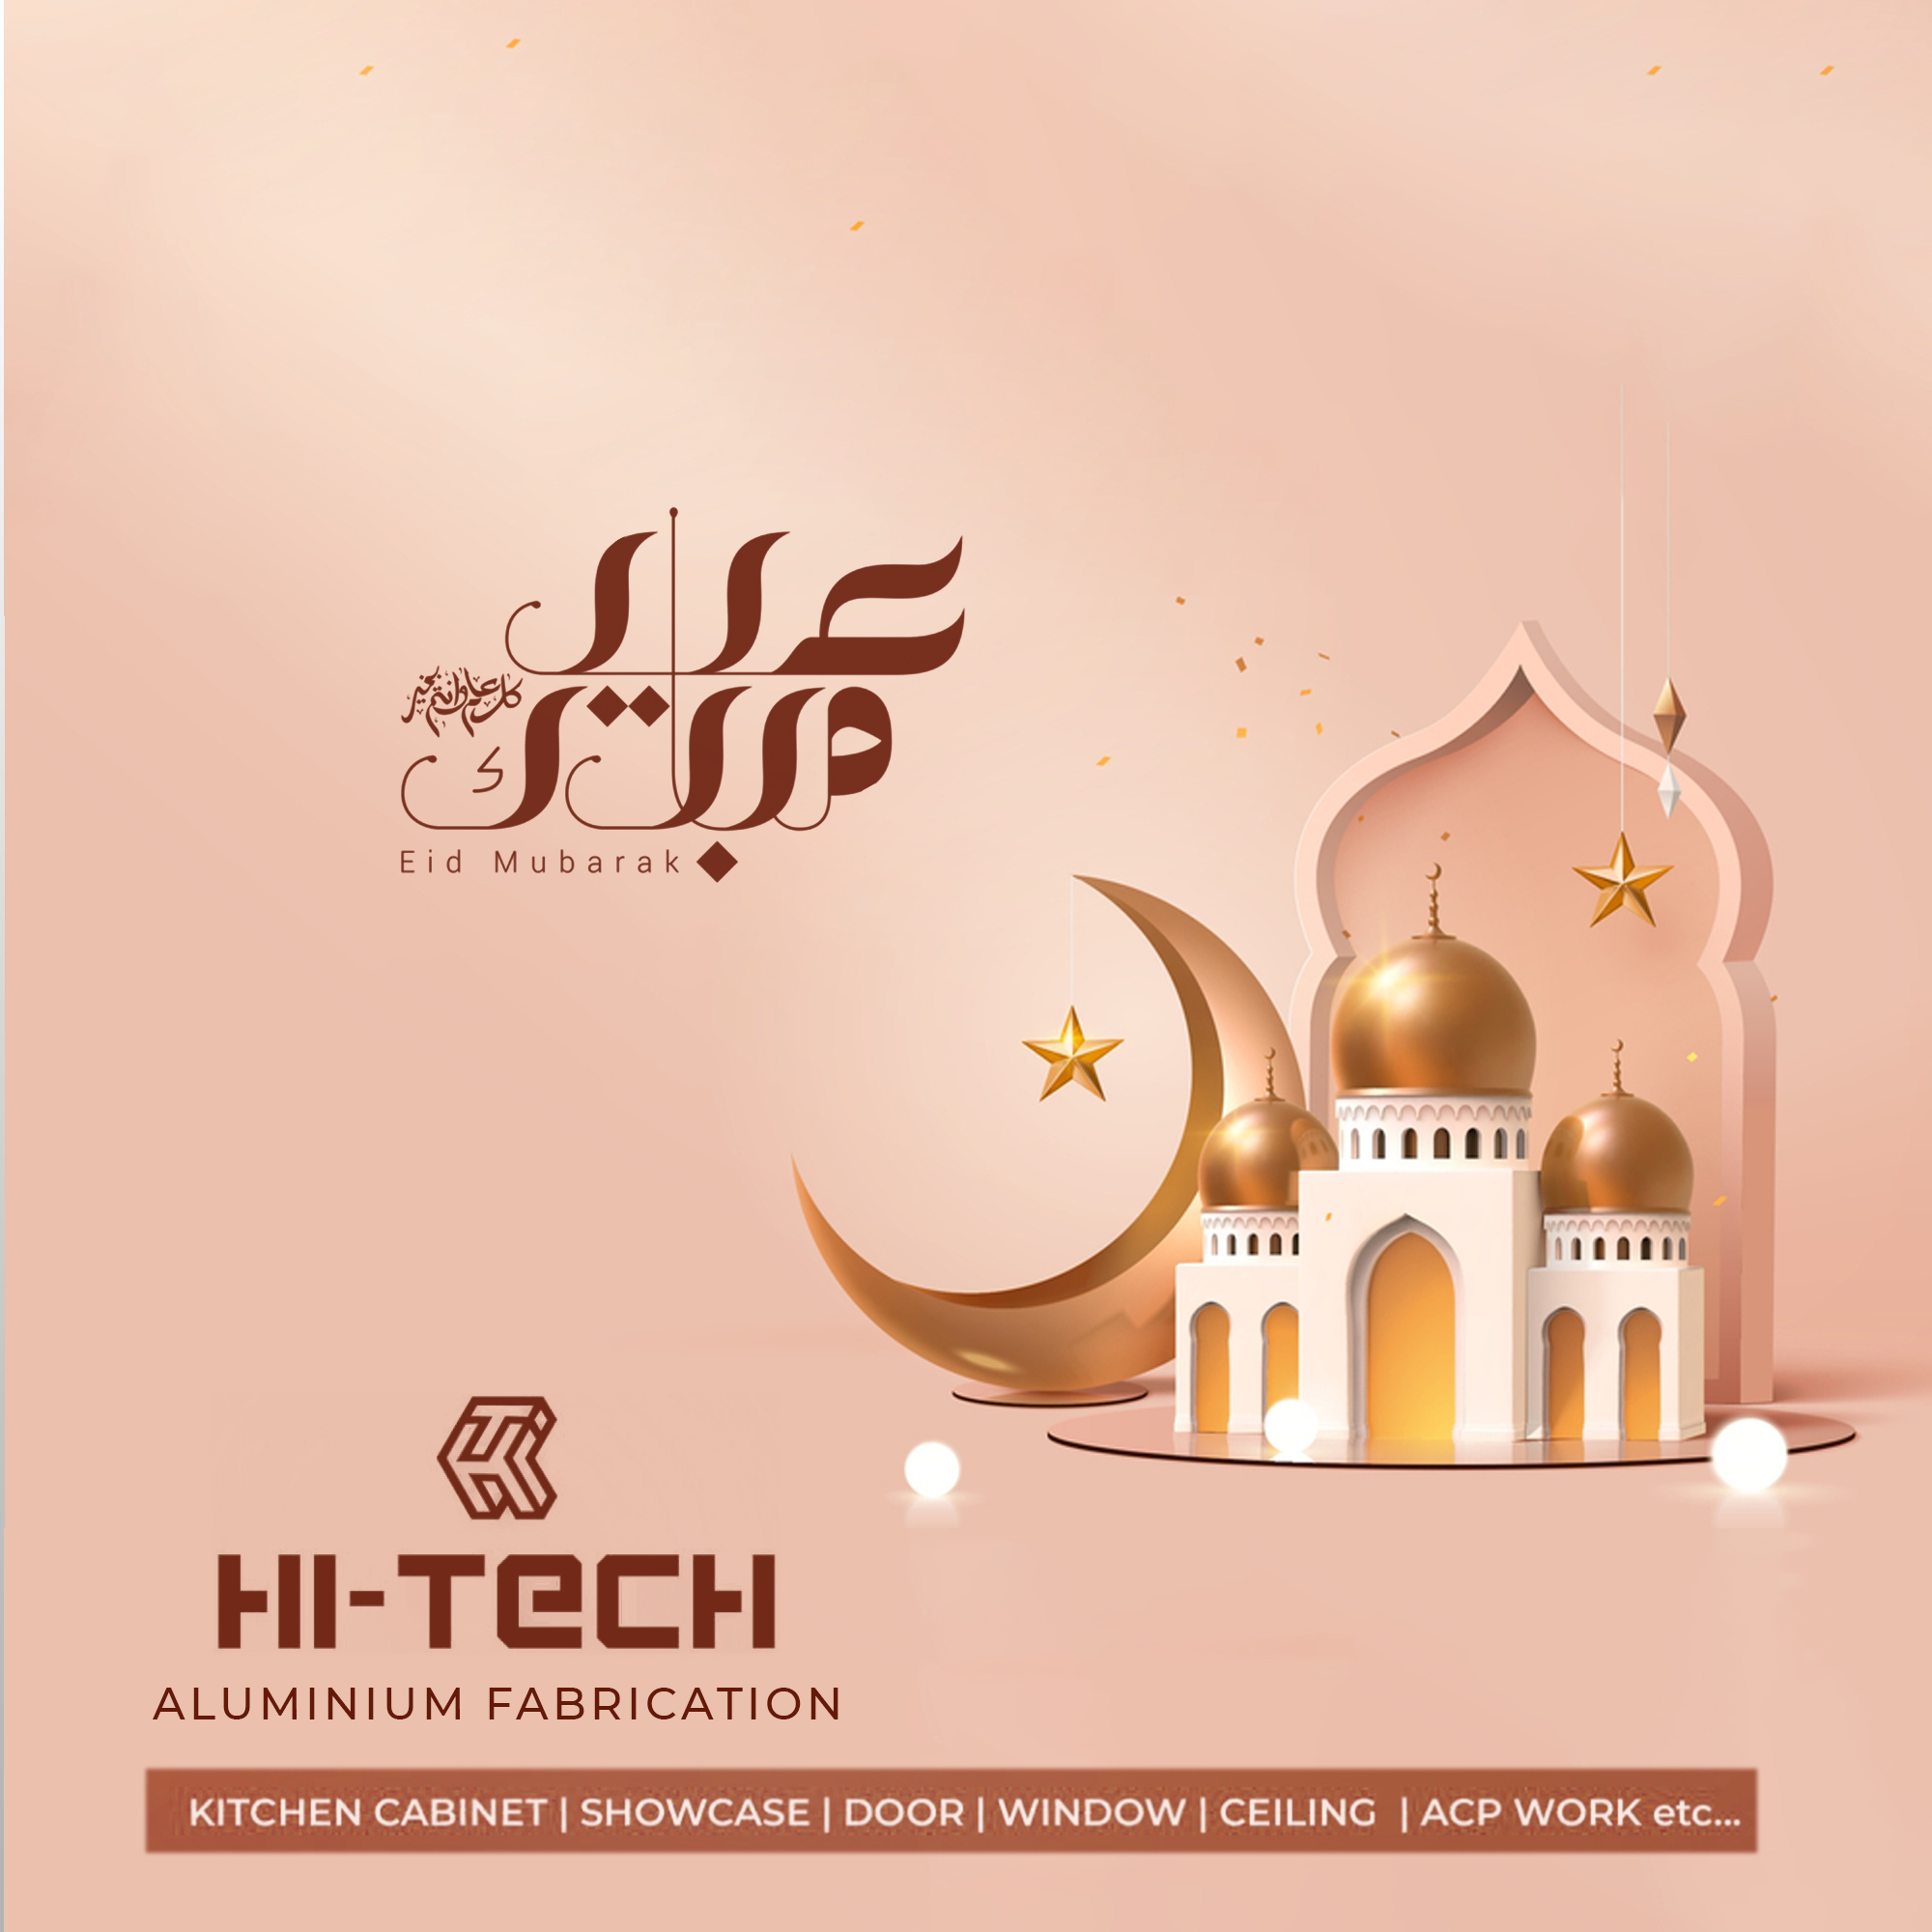 عيد
مبارك
كل عام وانتم بخير
Eid Mubarak
HI-TECH
ALUMINIUM FABRICATION
KITCHEN CABINET | SHOWCASE | DOOR | WINDOW | CEILING | ACP WORK etc...